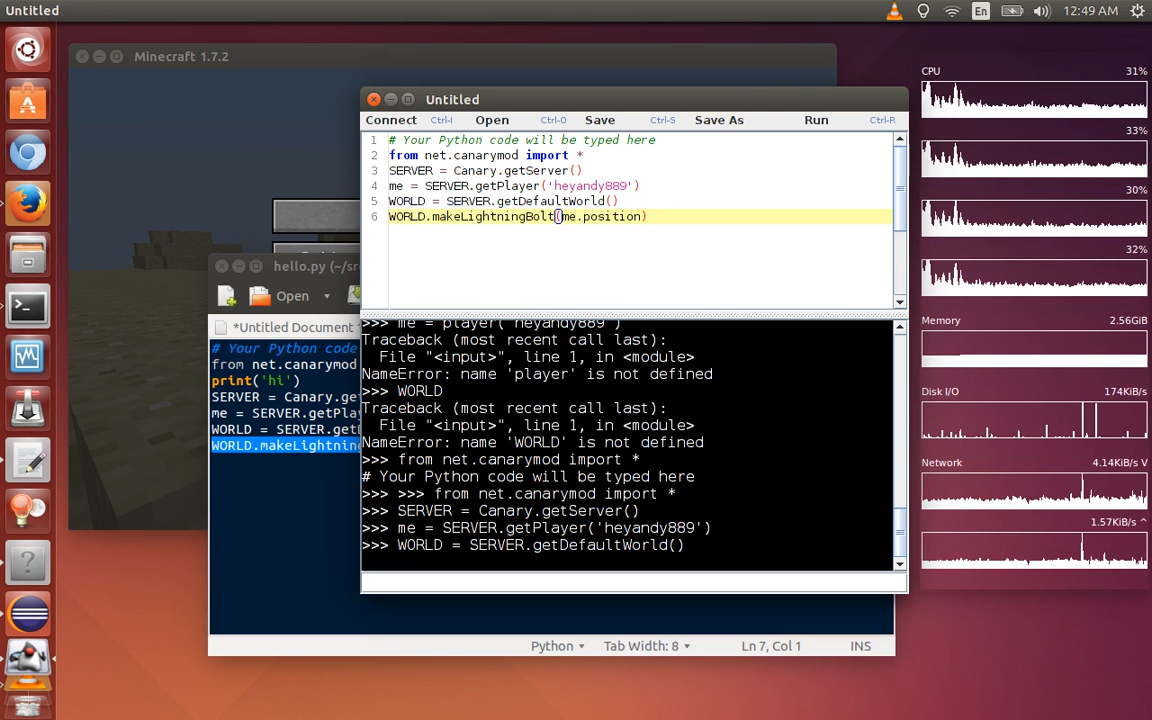 Untitled
En
12:49 AM
Minecraft 1.7.2
Untitled
Connect Ctrl-I Open Ctrl-O Save Ctrl-S Save As Run Ctrl-R
1 # Your Python code will be typed here
2 from net.canarymod import *
3 SERVER = Canary.getServer()
4 me = SERVER.getPlayer('heyandy889')
5 WORLD = SERVER.getDefaultWorld()
6 WORLD.makeLightningBolt(me.position)
>>> me = player('heyandy889')
Traceback (most recent call last):
  File "<input>", line 1, in <module>
NameError: name 'player' is not defined
>>> WORLD
Traceback (most recent call last):
  File "<input>", line 1, in <module>
NameError: name 'WORLD' is not defined
>>> from net.canarymod import *
# Your Python code will be typed here
>>> >>> from net.canarymod import *
>>> SERVER = Canary.getServer()
>>> me = SERVER.getPlayer('heyandy889')
>>> WORLD = SERVER.getDefaultWorld()
hello.py (~/sr
Open
*Untitled Document
# Your Python code
from net.canarymod
print('hi')
SERVER = Canary.ge
me = SERVER.getPla
WORLD = SERVER.get
WORLD.makeLightnin
Python Tab Width: 8 Ln 7, Col 1 INS
CPU 31%
33%
30%
32%
Memory 2.56GiB
Disk I/O 174KiB/s
Network 4.14KiB/s V
1.57KiB/s ^